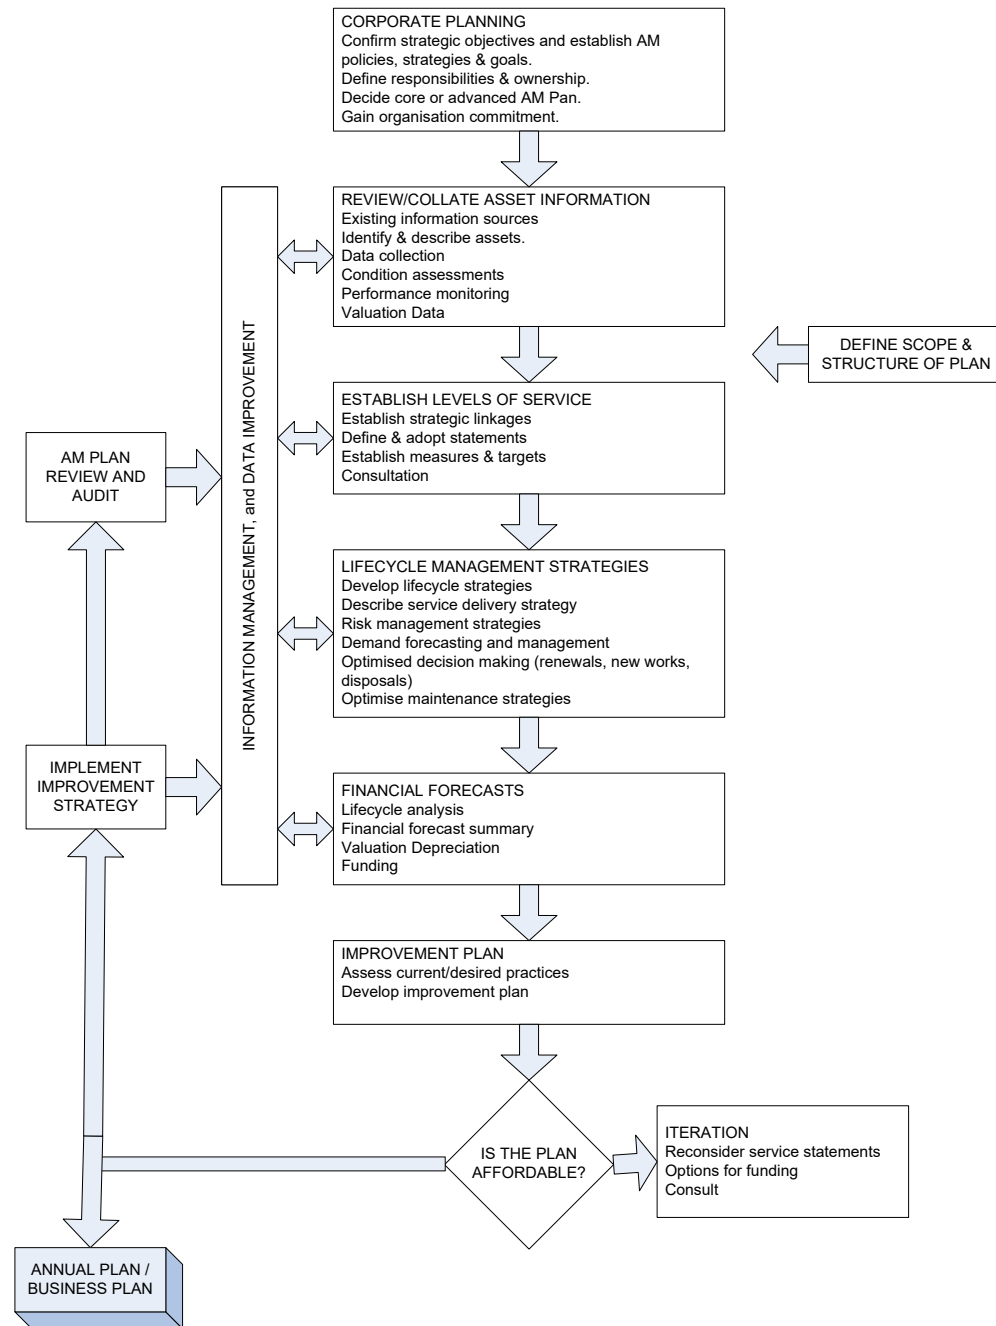 CORPORATE PLANNING
Confirm strategic objectives and establish AM
policies, strategies & goals.
Define responsibilities & ownership.
Decide core or advanced AM Pan.
Gain organisation commitment.
REVIEW/COLLATE ASSET INFORMATION
Existing information sources
Identify & describe assets.
Data collection
Condition assessments
Performance monitoring
Valuation Data
DEFINE SCOPE &
STRUCTURE OF PLAN
INFORMATION MANAGEMENT, and DATA IMPROVEMENT
ESTABLISH LEVELS OF SERVICE
Establish strategic linkages
Define & adopt statements
Establish measures & targets
Consultation
AM PLAN
REVIEW AND
AUDIT
LIFECYCLE MANAGEMENT STRATEGIES
Develop lifecycle strategies
Describe service delivery strategy
Risk management strategies
Demand forecasting and management
Optimised decision making (renewals, new works,
disposals)
Optimise maintenance strategies
IMPLEMENT
IMPROVEMENT
STRATEGY
FINANCIAL FORECASTS
Lifecycle analysis
Financial forecast summary
Valuation Depreciation
Funding
IMPROVEMENT PLAN
Assess current/desired practices
Develop improvement plan
IS THE PLAN
AFFORDABLE?
ITERATION
Reconsider service statements
Options for funding
Consult
ANNUAL PLAN /
BUSINESS PLAN